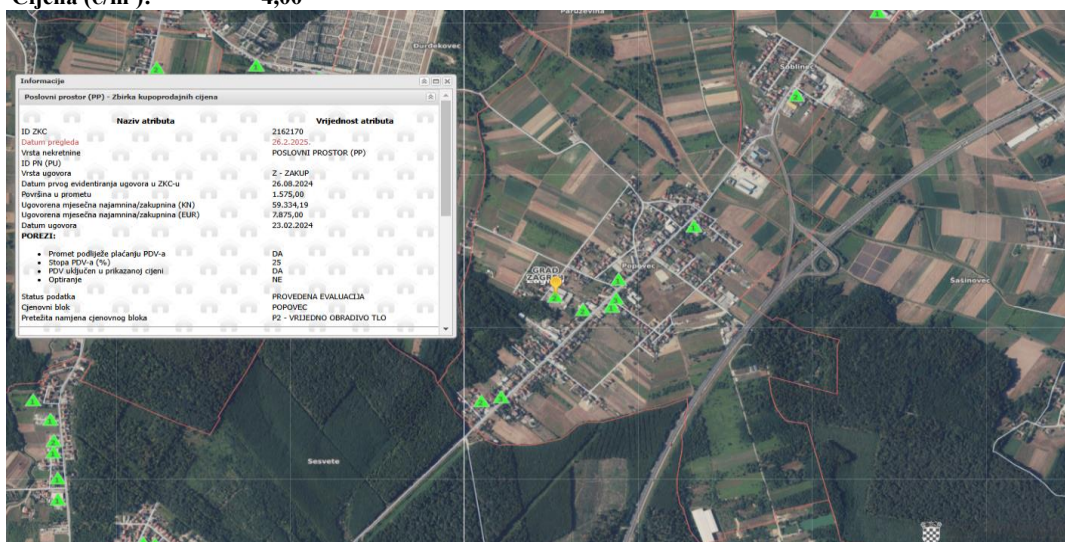 Cijena (€/m²): 4,00
Paruževina
Đurđekovec
Soblinec
Informacije
Poslovni prostor (PP) - Zbirka kupoprodajnih cijena
Naziv atributa Vrijednost atributa
ID ZKC 2162170
Datum pregleda 26.2.2025.
Vrsta nekretnine POSLOVNI PROSTOR (PP)
ID PN (PU)
Vrsta ugovora Z - ZAKUP
Datum prvog evidentiranja ugovora u ZKC-u 26.08.2024
Površina u prometu 1.575,00
Ugovorena mjesečna najamnina/zakupnina (KN) 59.334,19
Ugovorena mjesečna najamnina/zakupnina (EUR) 7.875,00
Datum ugovora 23.02.2024
POREZI:
• Promet podliježe plaćanju PDV-a DA
• Stopa PDV-a (%) 25
• PDV uključen u prikazanoj cijeni DA
• Optiranje NE
Status podatka PROVEDENA EVALUACIJA
Cjenovni blok POPOVEC
Pretežita namjena cjenovnog bloka P2 - VRIJEDNO OBRADIVO TLO
Popovec
GRAD
ZAGREB
Šašinovec
Sesvete